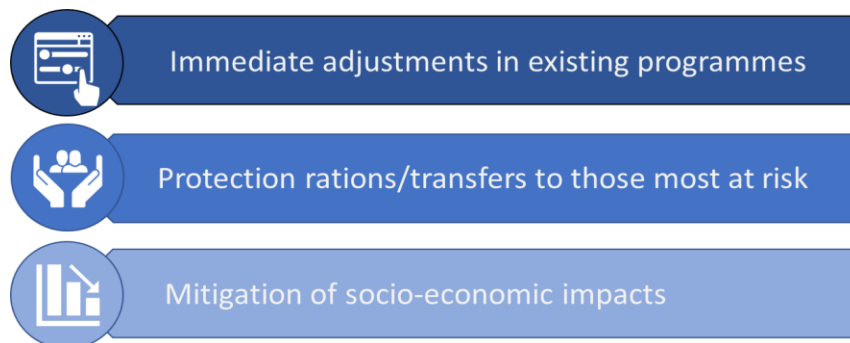 Immediate adjustments in existing programmes
Protection rations/transfers to those most at risk
Mitigation of socio-economic impacts